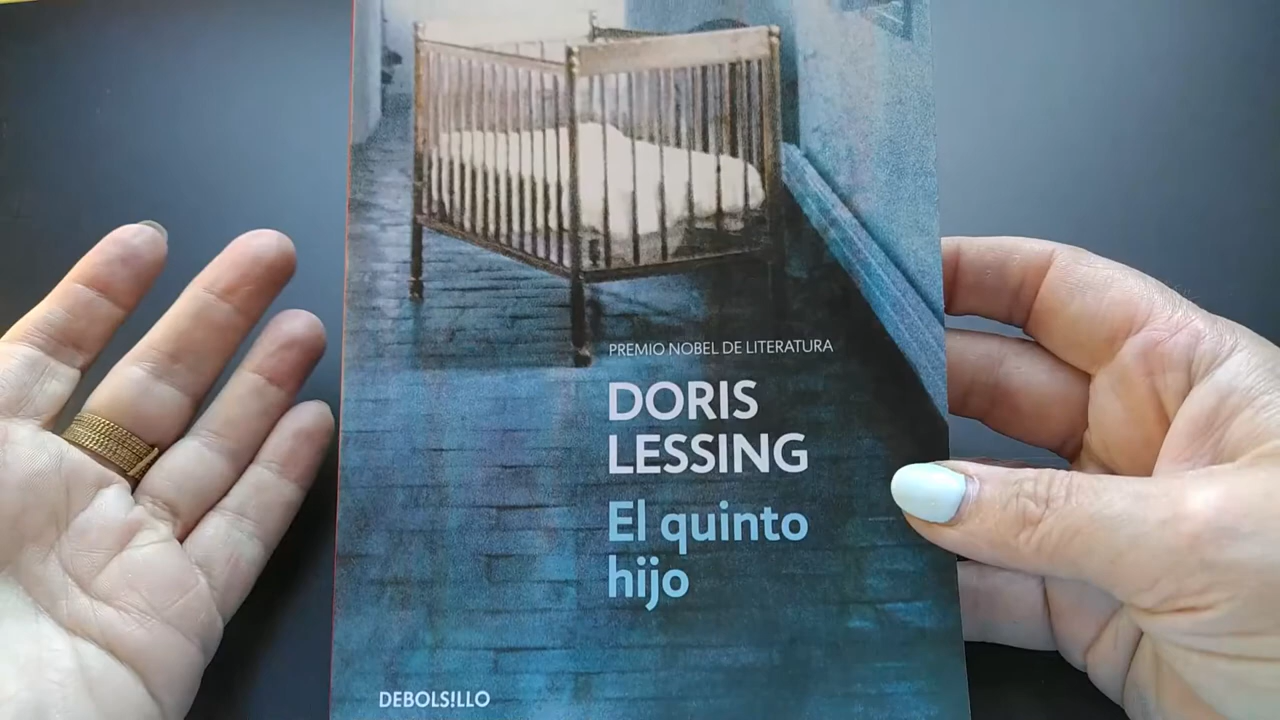 PREMIO NOBEL DE LITERATURA
DORIS
LESSING
El quinto
hijo
DEBOLS!LLO